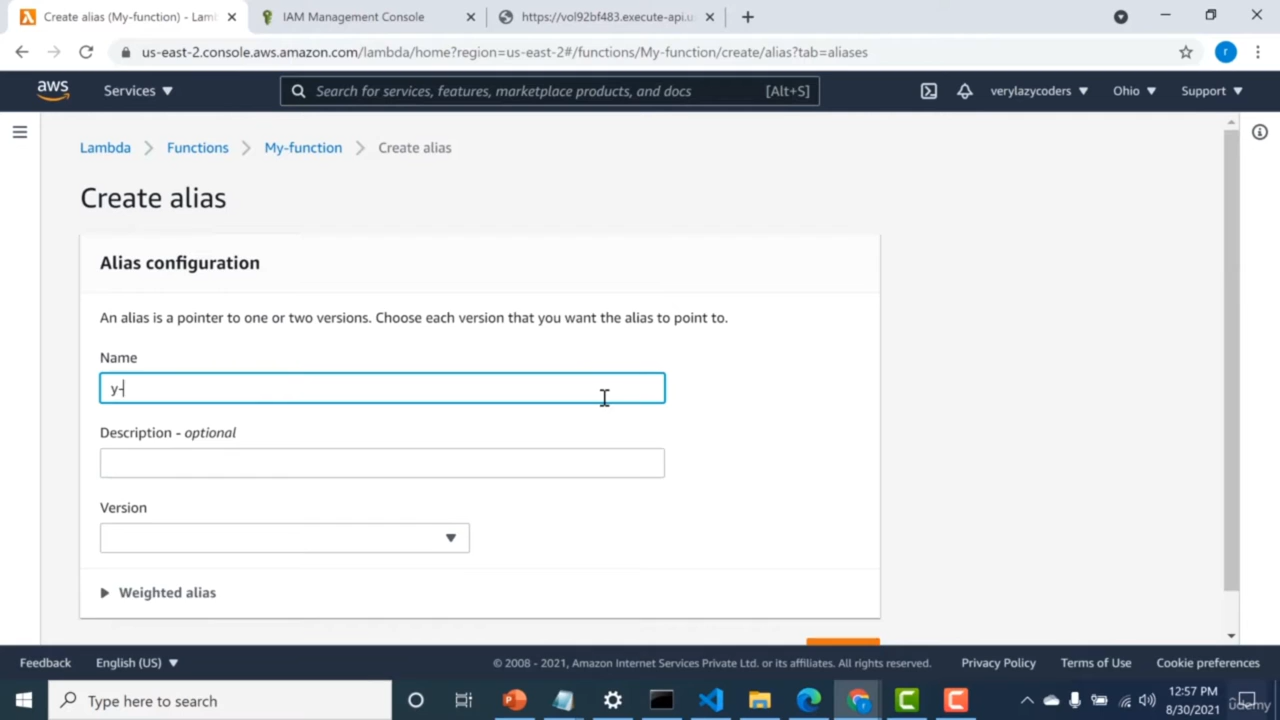 Create alias (My-function) - Lamb
IAM Management Console
https://vol92bf483.execute-api.u
us-east-2.console.aws.amazon.com/lambda/home?region=us-east-2#/functions/My-function/create/alias?tab=aliases
r
aws
Services
Search for services, features, marketplace products, and docs
[Alt+S]
verylazycoders
Ohio
Support
Lambda
Functions
My-function
Create alias
Create alias
Alias configuration
An alias is a pointer to one or two versions. Choose each version that you want the alias to point to.
Name
y-
Description - optional
Version
Weighted alias
Feedback
English (US)
© 2008 - 2021, Amazon Internet Services Private Ltd. or its affiliates. All rights reserved.
Privacy Policy
Terms of Use
Cookie preferences
Type here to search
12:57 PM
8/30/2021
ûdemy